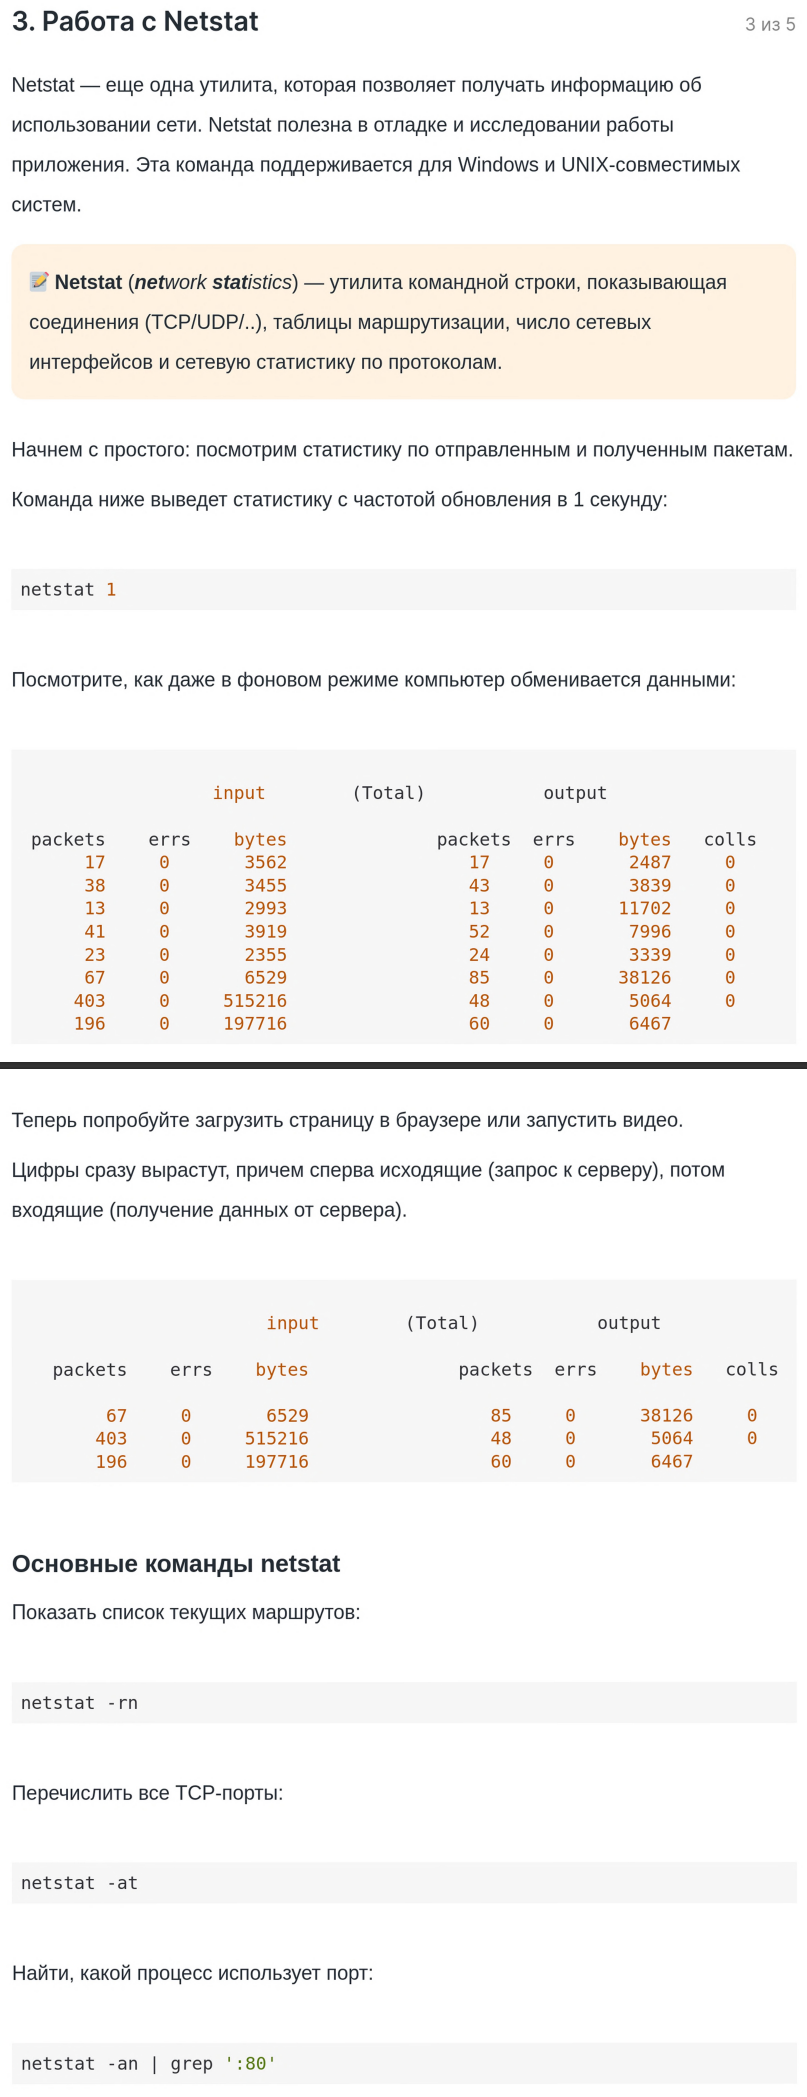 3. Работа с Netstat
3 из 5
Netstat — еще одна утилита, которая позволяет получать информацию об
использовании сети. Netstat полезна в отладке и исследовании работы
приложения. Эта команда поддерживается для Windows и UNIX-совместимых
систем.
📝 Netstat (network statistics) — утилита командной строки, показывающая
соединения (TCP/UDP/..), таблицы маршрутизации, число сетевых
интерфейсов и сетевую статистику по протоколам.
Начнем с простого: посмотрим статистику по отправленным и полученным пакетам.
Команда ниже выведет статистику с частотой обновления в 1 секунду:
netstat 1
Посмотрите, как даже в фоновом режиме компьютер обменивается данными:
input (Total) output
packets errs bytes packets errs bytes colls
17 0 3562 17 0 2487 0
38 0 3455 43 0 3839 0
13 0 2993 13 0 11702 0
41 0 3919 52 0 7996 0
23 0 2355 24 0 3339 0
67 0 6529 85 0 38126 0
403 0 515216 48 0 5064 0
196 0 197716 60 0 6467
Теперь попробуйте загрузить страницу в браузере или запустить видео.
Цифры сразу вырастут, причем сперва исходящие (запрос к серверу), потом
входящие (получение данных от сервера).
input (Total) output
packets errs bytes packets errs bytes colls
67 0 6529 85 0 38126 0
403 0 515216 48 0 5064 0
196 0 197716 60 0 6467
Основные команды netstat
Показать список текущих маршрутов:
netstat -rn
Перечислить все TCP-порты:
netstat -at
Найти, какой процесс использует порт:
netstat -an | grep ':80'